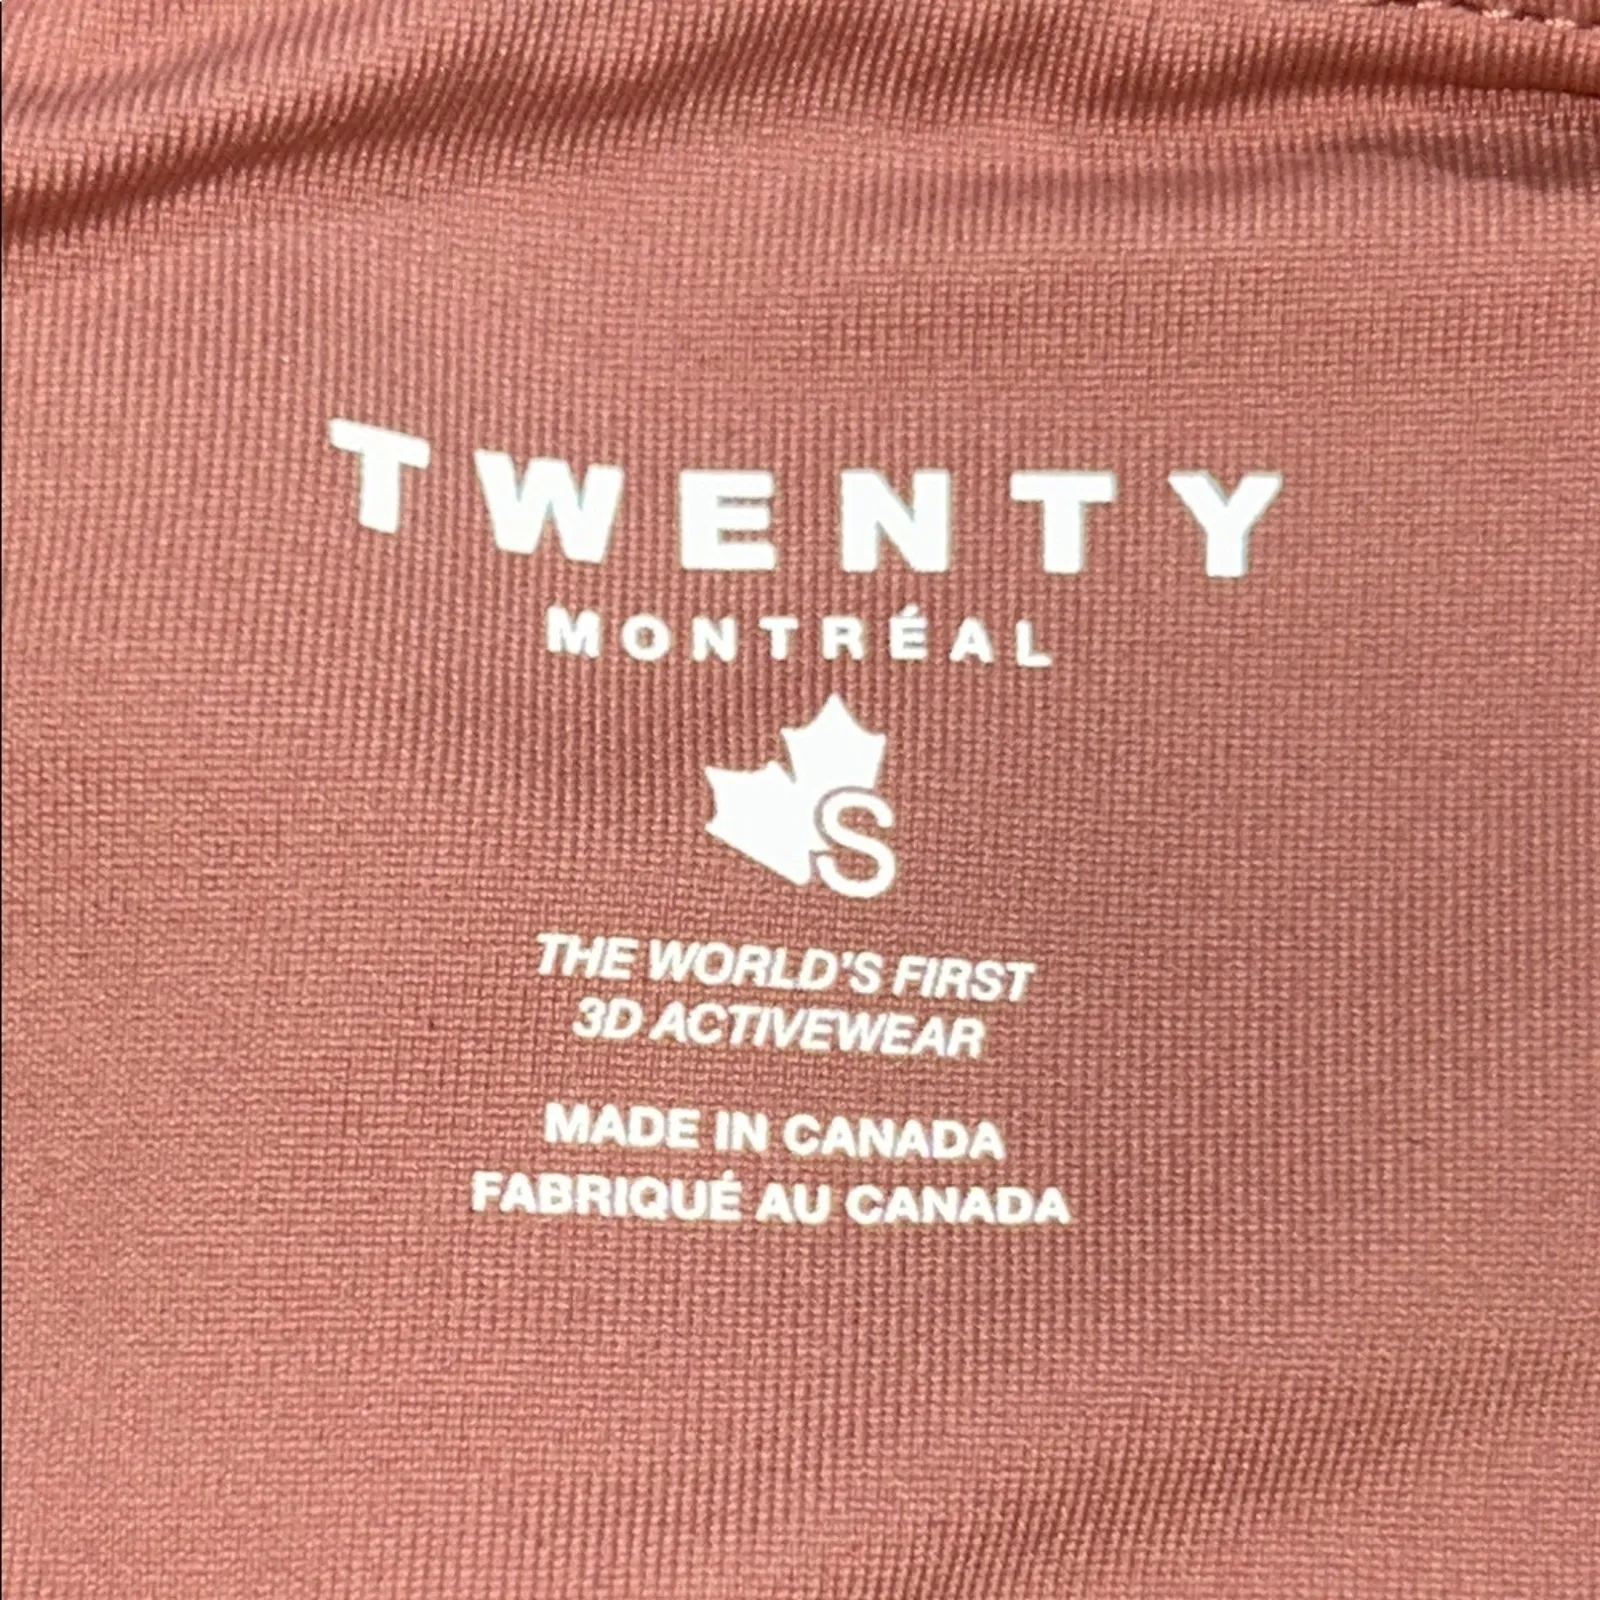 TWENTY
MONTRÉAL
S
THE WORLD'S FIRST
3D ACTIVEWEAR
MADE IN CANADA
FABRIQUÉ AU CANADA